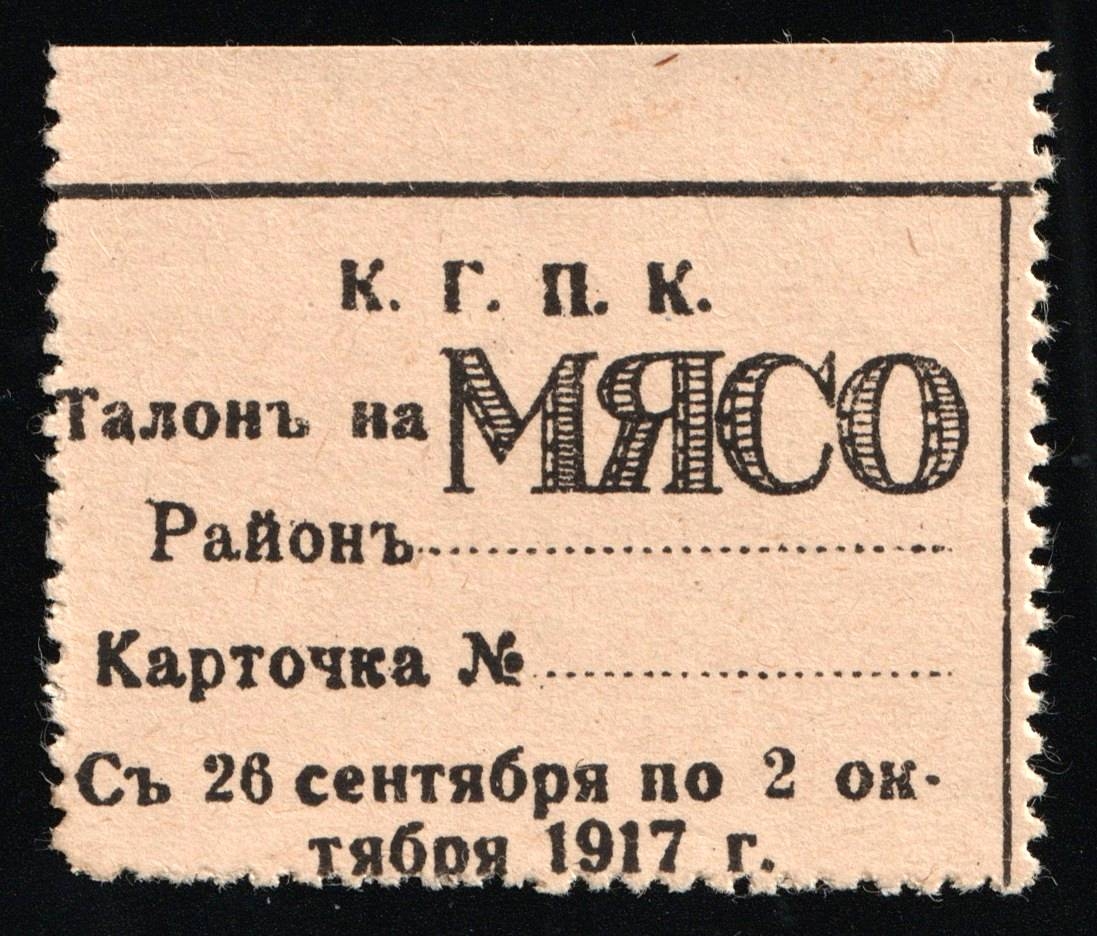 К. Г. П. К.
Талонъ на МЯСО
Районъ
Карточка №
Съ 26 сентября по 2 ок-
тября 1917 г.